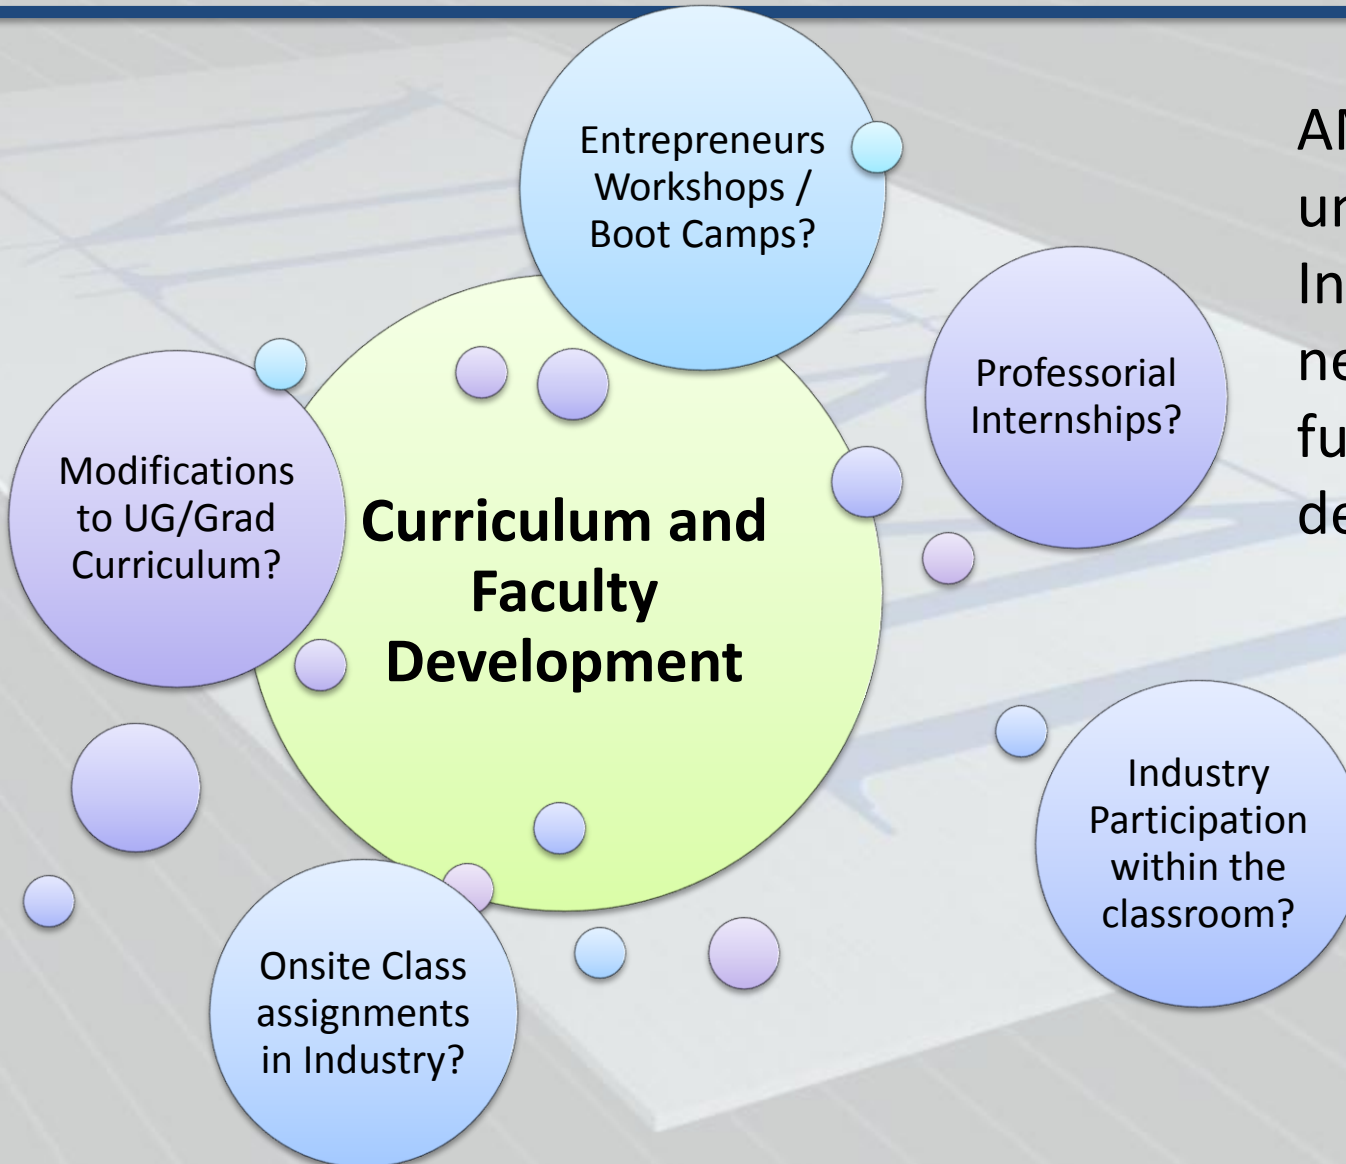 Entrepreneurs
Workshops /
Boot Camps?
Professorial
Internships?
Modifications
to UG/Grad
Curriculum?
Curriculum and
Faculty
Development
Industry
Participation
within the
classroom?
Onsite Class
assignments
in Industry?